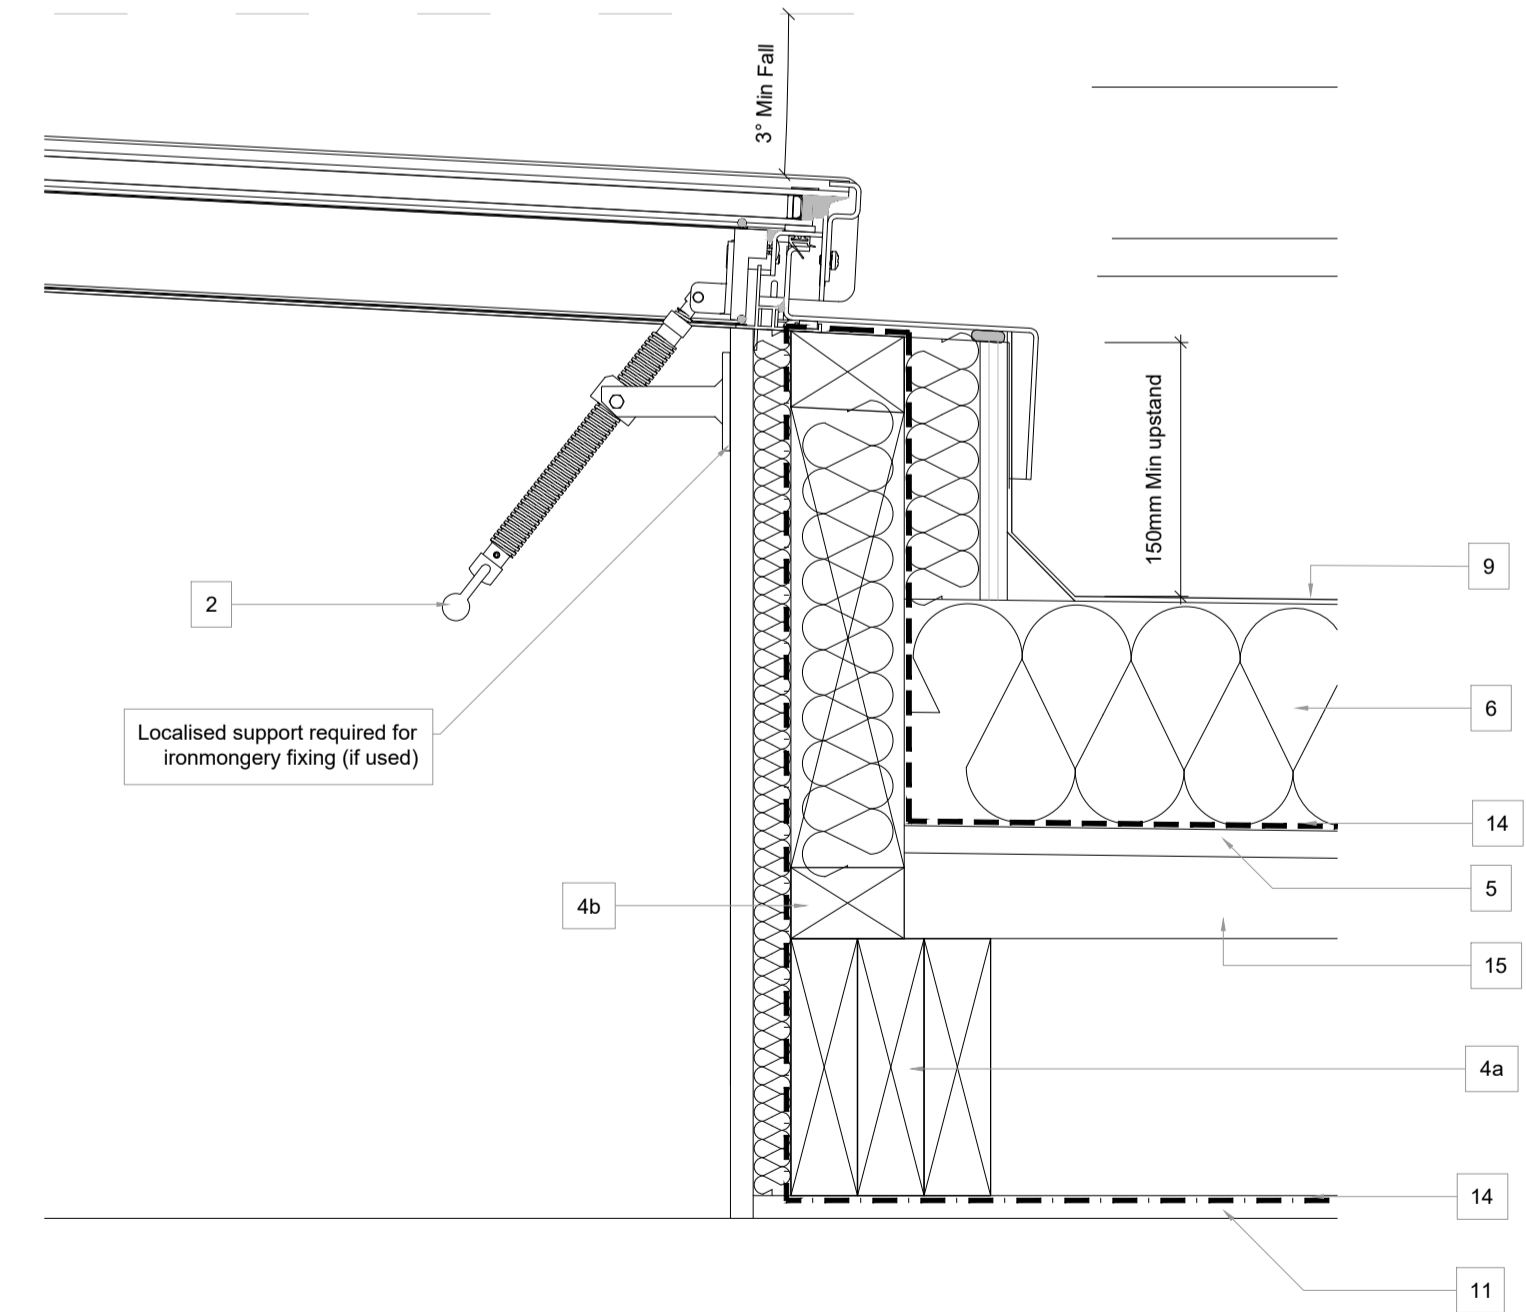 3° Min Fall
150mm Min upstand
9
2
6
Localised support required for
ironmongery fixing (if used)
14
5
4b
15
4a
14
11